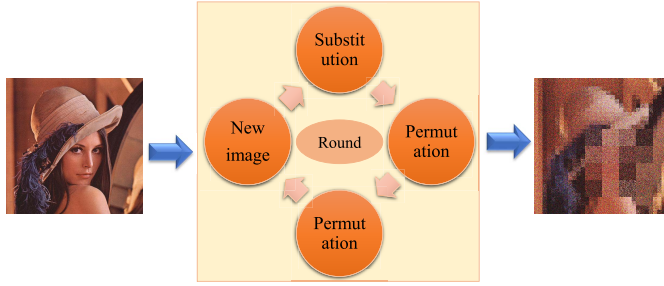 Substit
ution
New
image
Round
Permut
ation
Permut
ation